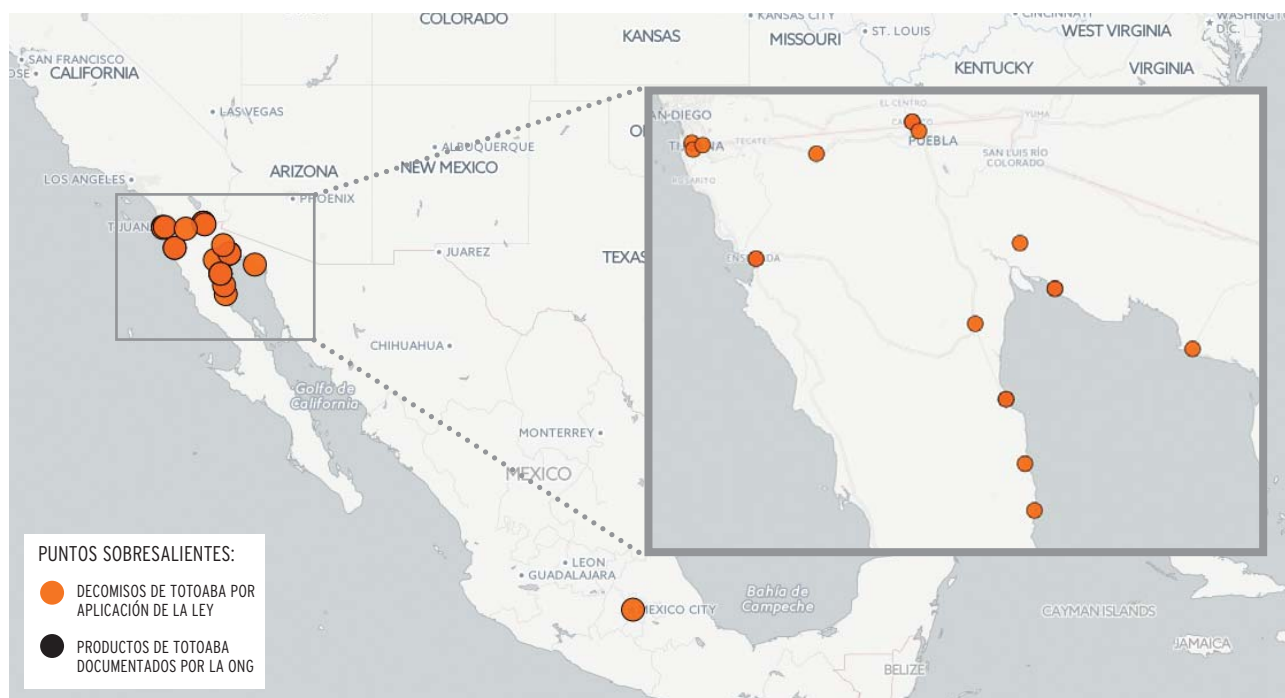 COLORADO
KANSAS CITY
CINCINNATI
WASHINGTON
D.C.
SAN FRANCISCO
OSE
CALIFORNIA
KANSAS
MISSOURI
ST. LOUIS
WEST VIRGINIA
KENTUCKY
VIRGINIA
LAS VEGAS
ALBUQUERQUE
ARIZONA
NEW MEXICO
LOS ANGELES
PHOENIX
TIJUAN
JUAREZ
TEXAS
SAN-DIEGO
EL CENTRO
YUMA
TECATE
PUEBLA
SAN LUIS RÍO
COLORADO
ROSARITO
CHIHUAHUA
Golfo de
California
MONTERREY
MEXICO
LEON
GUADALAJARA
MEXICO CITY
Bahía de
Campeche
CAYMAN ISLANDS
JAMAICA
BELIZE
PUNTOS SOBRESALIENTES:
DECOMISOS DE TOTOABA POR
APLICACIÓN DE LA LEY
PRODUCTOS DE TOTOABA
DOCUMENTADOS POR LA ONG